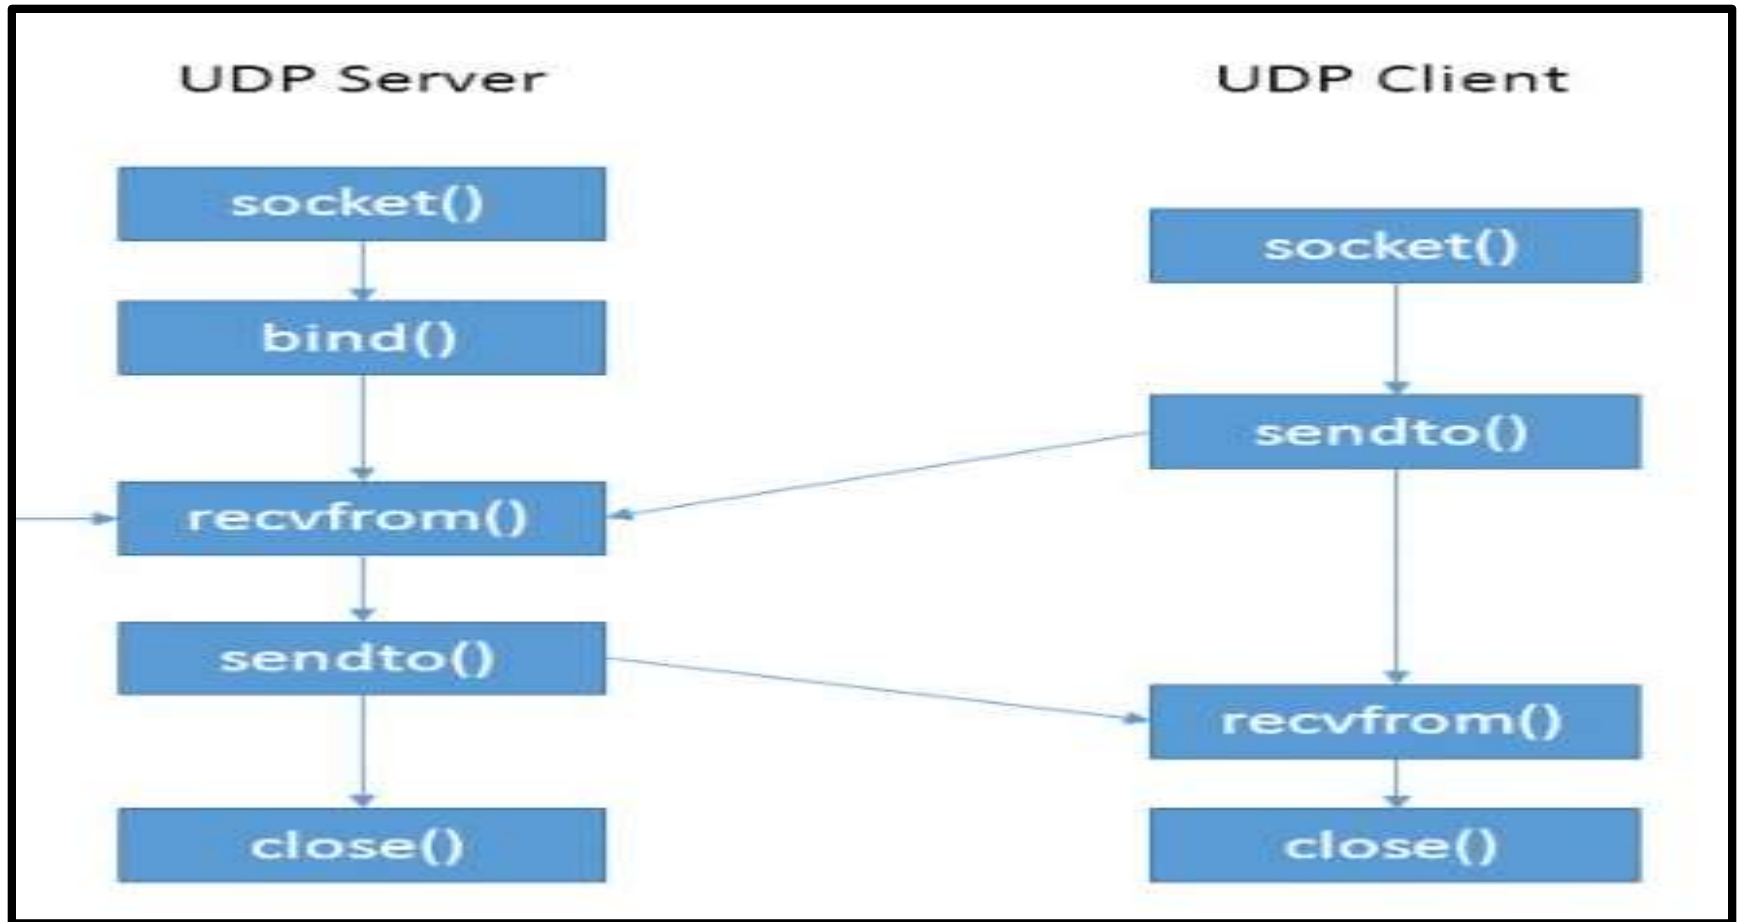 UDP Server
socket()
bind()
recvfrom()
sendto()
close()
UDP Client
socket()
sendto()
recvfrom()
close()